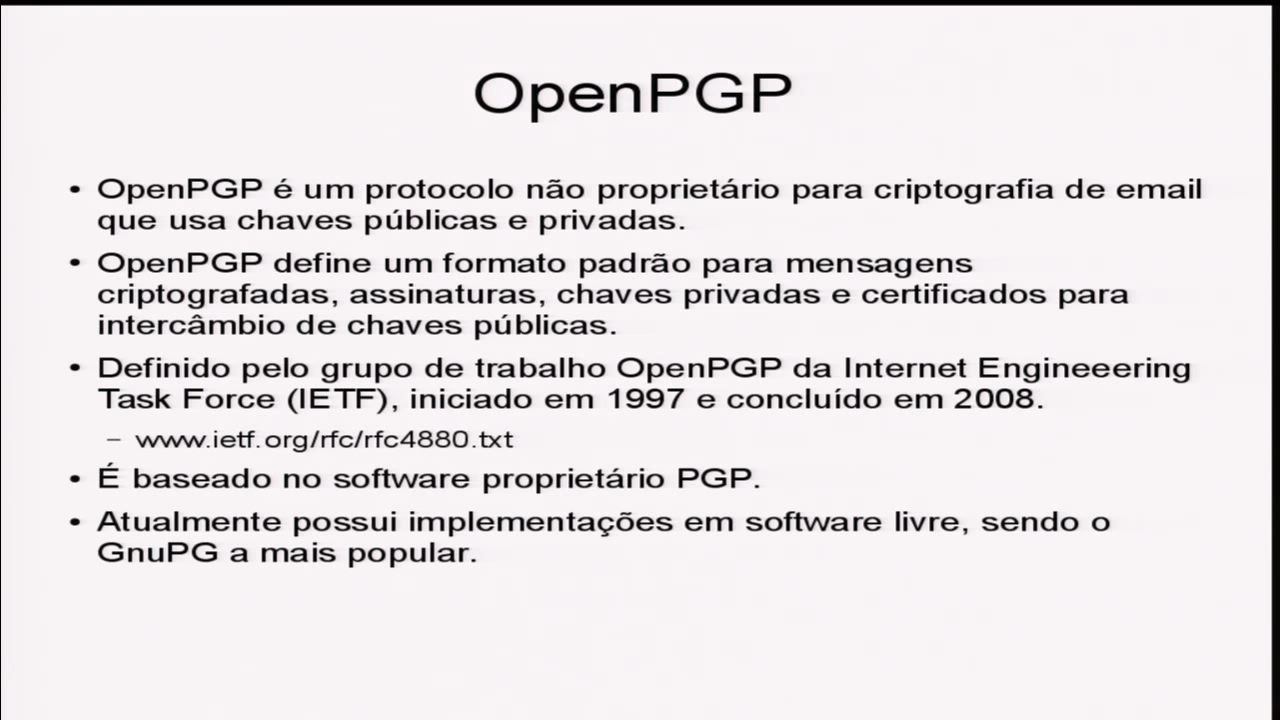 OpenPGP
• OpenPGP é um protocolo não proprietário para criptografia de email
que usa chaves públicas e privadas.
• OpenPGP define um formato padrão para mensagens
criptografadas, assinaturas, chaves privadas e certificados para
intercâmbio de chaves públicas.
• Definido pelo grupo de trabalho OpenPGP da Internet Engineeering
Task Force (IETF), iniciado em 1997 e concluído em 2008.
– www.ietf.org/rfc/rfc4880.txt
• É baseado no software proprietário PGP.
• Atualmente possui implementações em software livre, sendo o
GnuPG a mais popular.